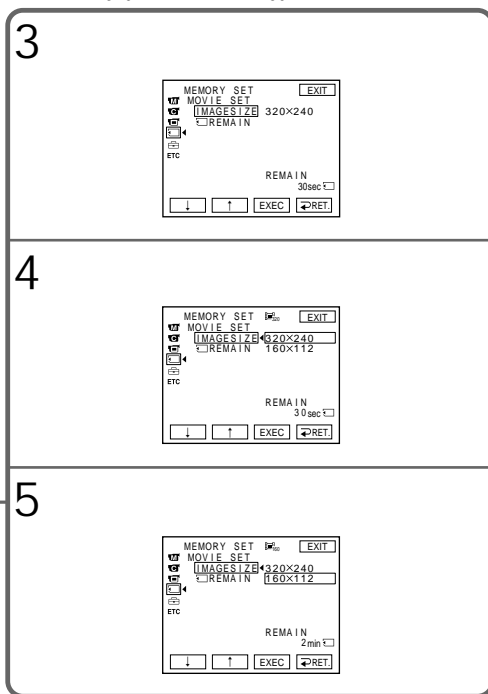 3
MEMORY SET EXIT
MOVIE SET
IMAGESIZE 320×240
REMAIN
ETC
REMAIN
30sec
↓ ↑ EXEC RET.
4
MEMORY SET 320 EXIT
MOVIE SET
IMAGESIZE 320×240
REMAIN 160×112
ETC
REMAIN
30sec
↓ ↑ EXEC RET.
5
MEMORY SET 160 EXIT
MOVIE SET
IMAGESIZE 320×240
REMAIN 160×112
ETC
REMAIN
2min
↓ ↑ EXEC RET.